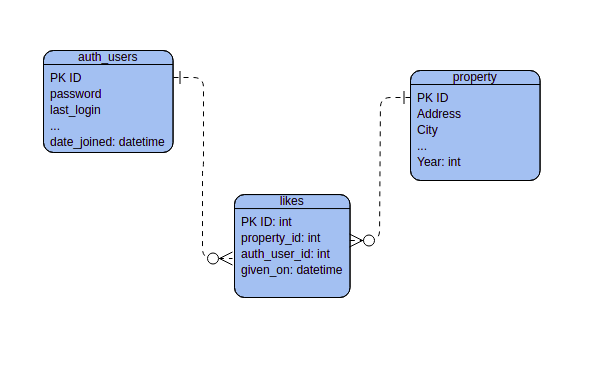 auth_users
PK ID
password
last_login
...
date_joined: datetime
property
PK ID
Address
City
...
Year: int
likes
PK ID: int
property_id: int
auth_user_id: int
given_on: datetime